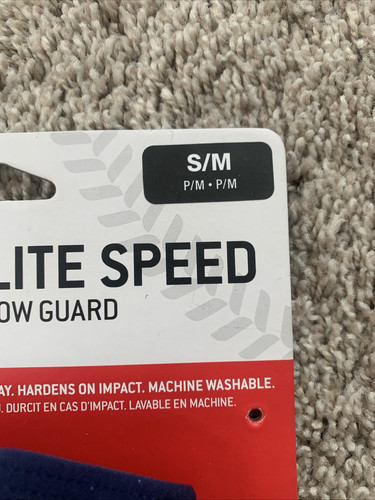 S/M
P/M • P/M
LITE SPEED
OW GUARD
AY. HARDENS ON IMPACT. MACHINE WASHABLE.
. DURCIT EN CAS D'IMPACT. LAVABLE EN MACHINE.